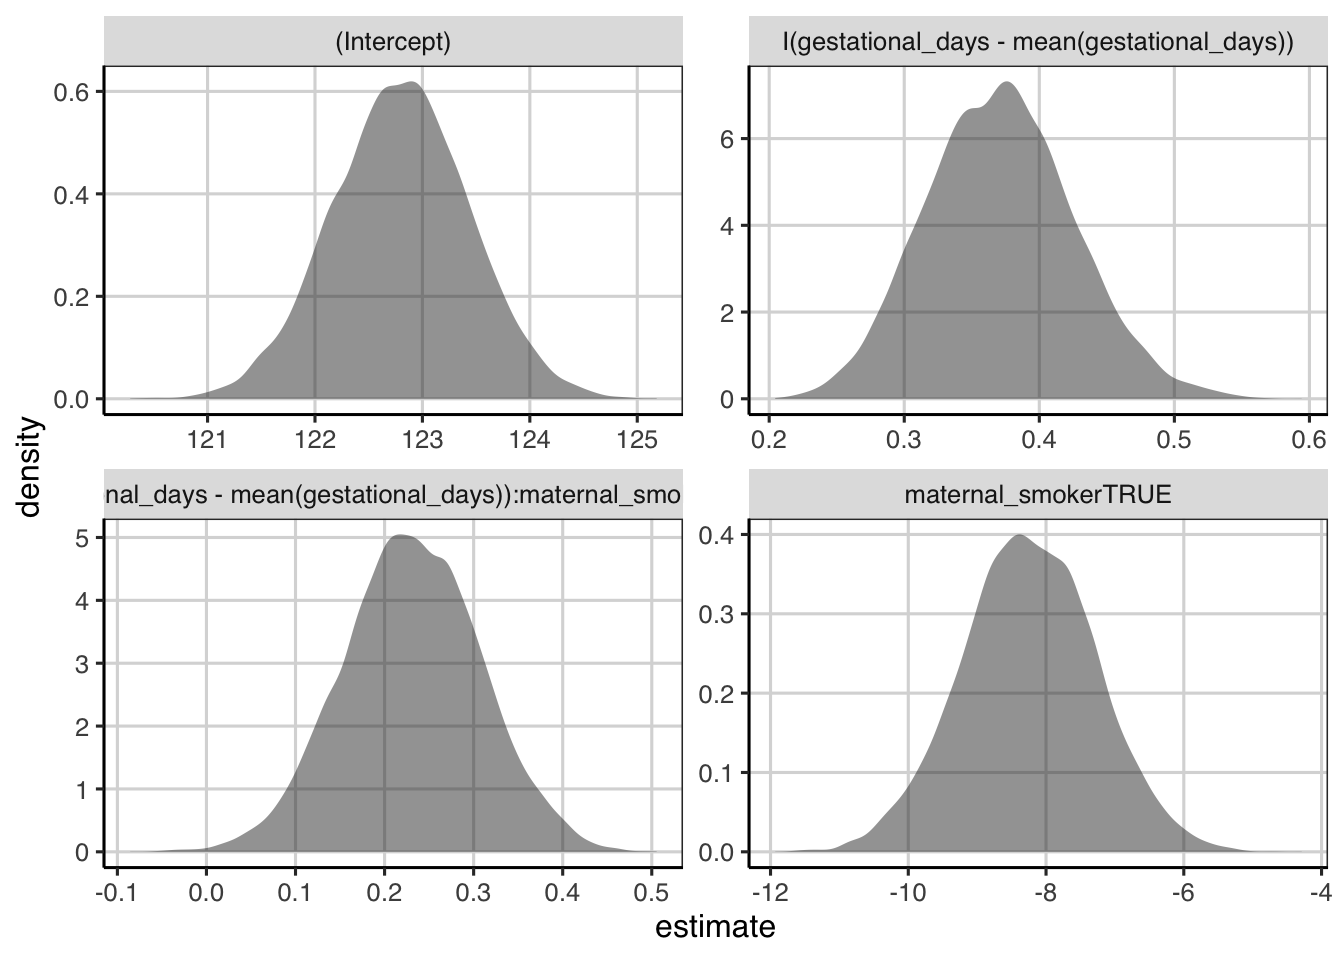 (Intercept)
I(gestational_days - mean(gestational_days))
0.6
0.4
0.2
0.0
121 122 123 124 125
6
4
2
0
0.2 0.3 0.4 0.5 0.6
density
nal_days - mean(gestational_days)):maternal_smo
maternal_smokerTRUE
5
4
3
2
1
0
-0.1 0.0 0.1 0.2 0.3 0.4 0.5
0.4
0.3
0.2
0.1
0.0
-12 -10 -8 -6 -4
estimate